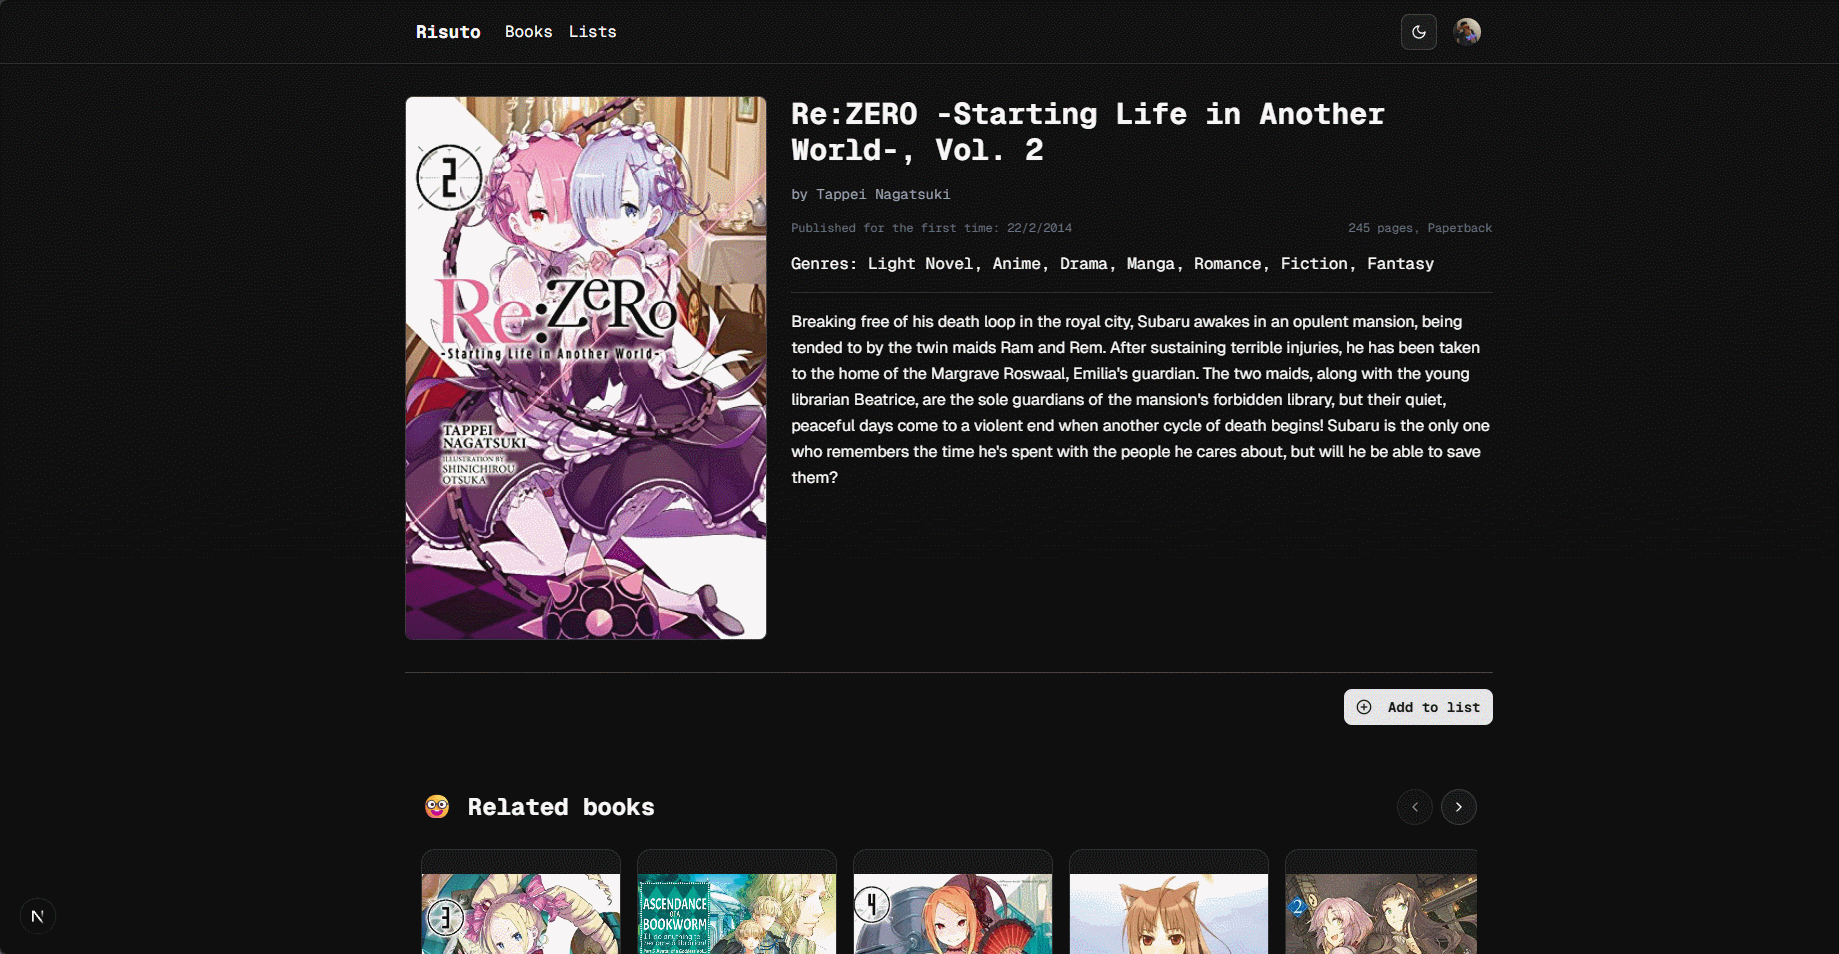 Risuto Books Lists
2
Re:ZERO
-Starting Life in Another World-
TAPPEI
NAGATSUKI
ILLUSTRATION BY
SHINICHIROU
OTSUKA
Re:ZERO -Starting Life in Another
World-, Vol. 2
by Tappei Nagatsuki
Published for the first time: 22/2/2014 245 pages, Paperback
Genres: Light Novel, Anime, Drama, Manga, Romance, Fiction, Fantasy
Breaking free of his death loop in the royal city, Subaru awakes in an opulent mansion, being
tended to by the twin maids Ram and Rem. After sustaining terrible injuries, he has been taken
to the home of the Margrave Roswaal, Emilia's guardian. The two maids, along with the young
librarian Beatrice, are the sole guardians of the mansion's forbidden library, but their quiet,
peaceful days come to a violent end when another cycle of death begins! Subaru is the only one
who remembers the time he's spent with the people he cares about, but will he be able to save
them?
Add to list
Related books
3
ASCENDANCE
OF A
BOOKWORM
I'll do anything to
become a librarian!
4
2
N